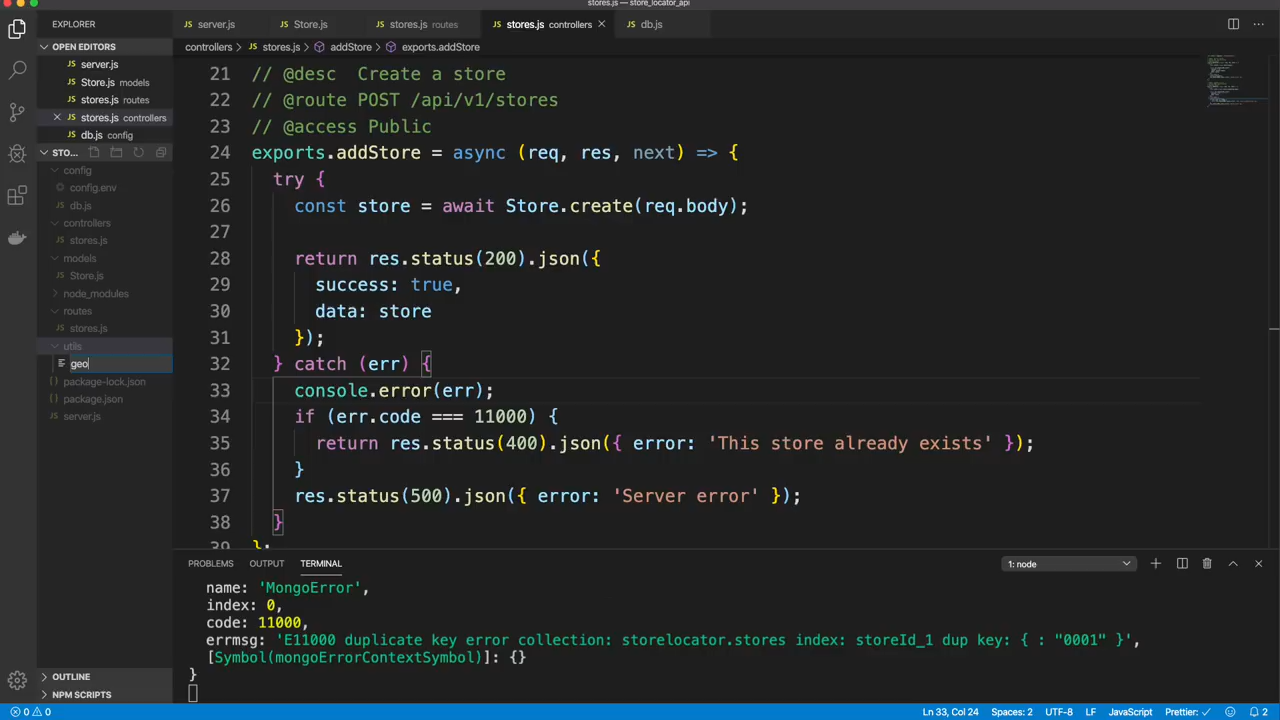 stores.js — store_locator_api
EXPLORER
server.js
Store.js
stores.js routes
stores.js controllers
db.js
OPEN EDITORS
server.js
Store.js models
stores.js routes
stores.js controllers
db.js config
STO...
config
config.env
db.js
controllers
stores.js
models
Store.js
node_modules
routes
stores.js
utils
geo
package-lock.json
package.json
server.js
OUTLINE
NPM SCRIPTS
controllers > stores.js > addStore > exports.addStore
21 // @desc Create a store
22 // @route POST /api/v1/stores
23 // @access Public
24 exports.addStore = async (req, res, next) => {
25 try {
26 const store = await Store.create(req.body);
27
28 return res.status(200).json({
29 success: true,
30 data: store
31 });
32 } catch (err) {
33 console.error(err);
34 if (err.code === 11000) {
35 return res.status(400).json({ error: 'This store already exists' });
36 }
37 res.status(500).json({ error: 'Server error' });
38 }
39 };
PROBLEMS OUTPUT TERMINAL
1: node
name: 'MongoError',
index: 0,
code: 11000,
errmsg: 'E11000 duplicate key error collection: storelocator.stores index: storeId_1 dup key: { : "0001" }',
[Symbol(mongoErrorContextSymbol)]: {}
}
0 0
Ln 33, Col 24 Spaces: 2 UTF-8 LF JavaScript Prettier: ✓ 2